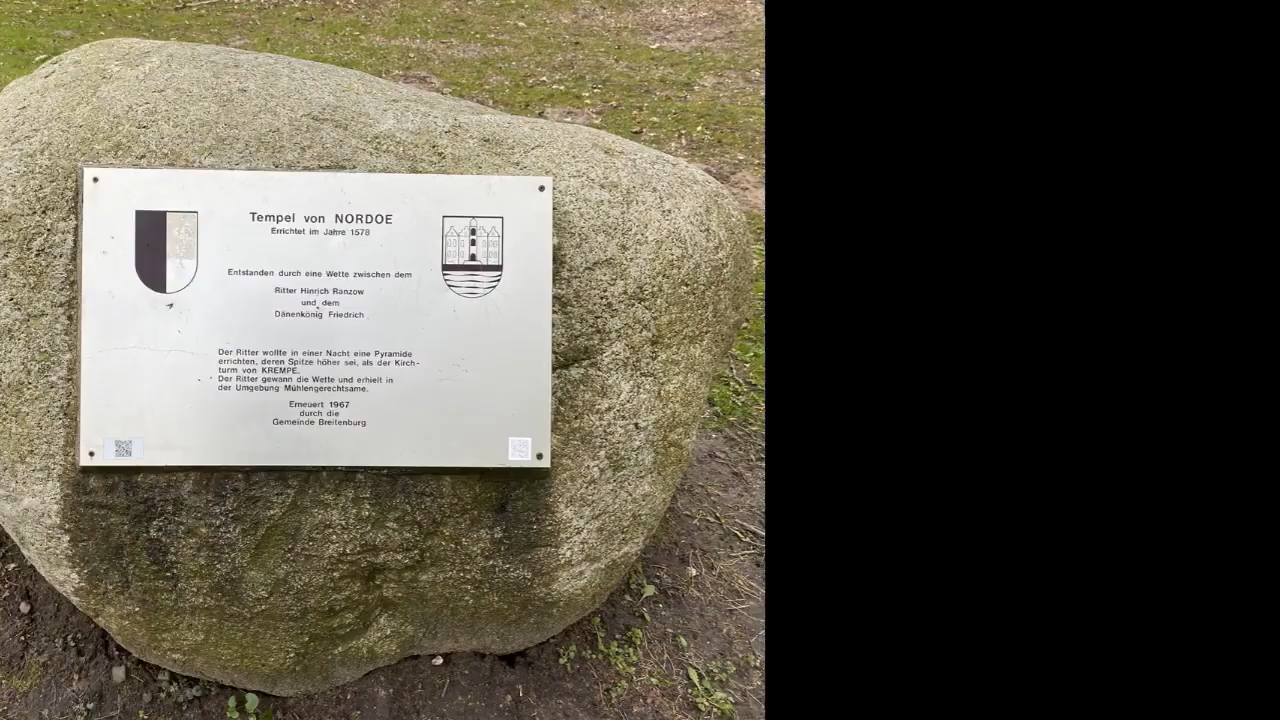 Tempel von NORDOE
Errichtet im Jahre 1578
Entstanden durch eine Wette zwischen dem
Ritter Hinrich Ranzow
und dem
Dänenkönig Friedrich
Der Ritter wollte in einer Nacht eine Pyramide
errichten, deren Spitze höher sei, als der Kirch-
turm von KREMPE.
Der Ritter gewann die Wette und erhielt in
der Umgebung Mühlengerechtsame.
Erneuert 1967
durch die
Gemeinde Breitenburg